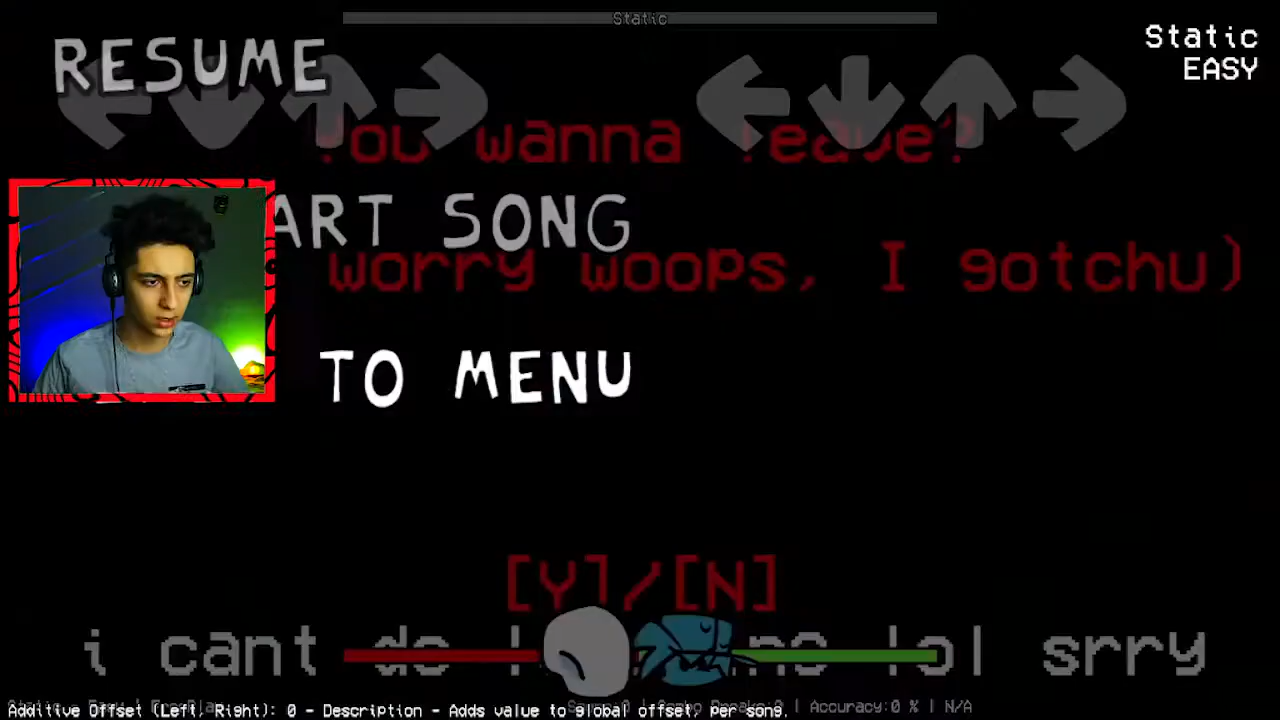 Static
Static
EASY
RESUME
You wanna leave?
ART SONG
worry woops, I gotchu)
TO MENU
[Y]/[N]
i cant do no lol srry
Additive Offset (Left, Right): 0 - Description - Adds value to global offset, per song.
Accuracy:0 % | N/A